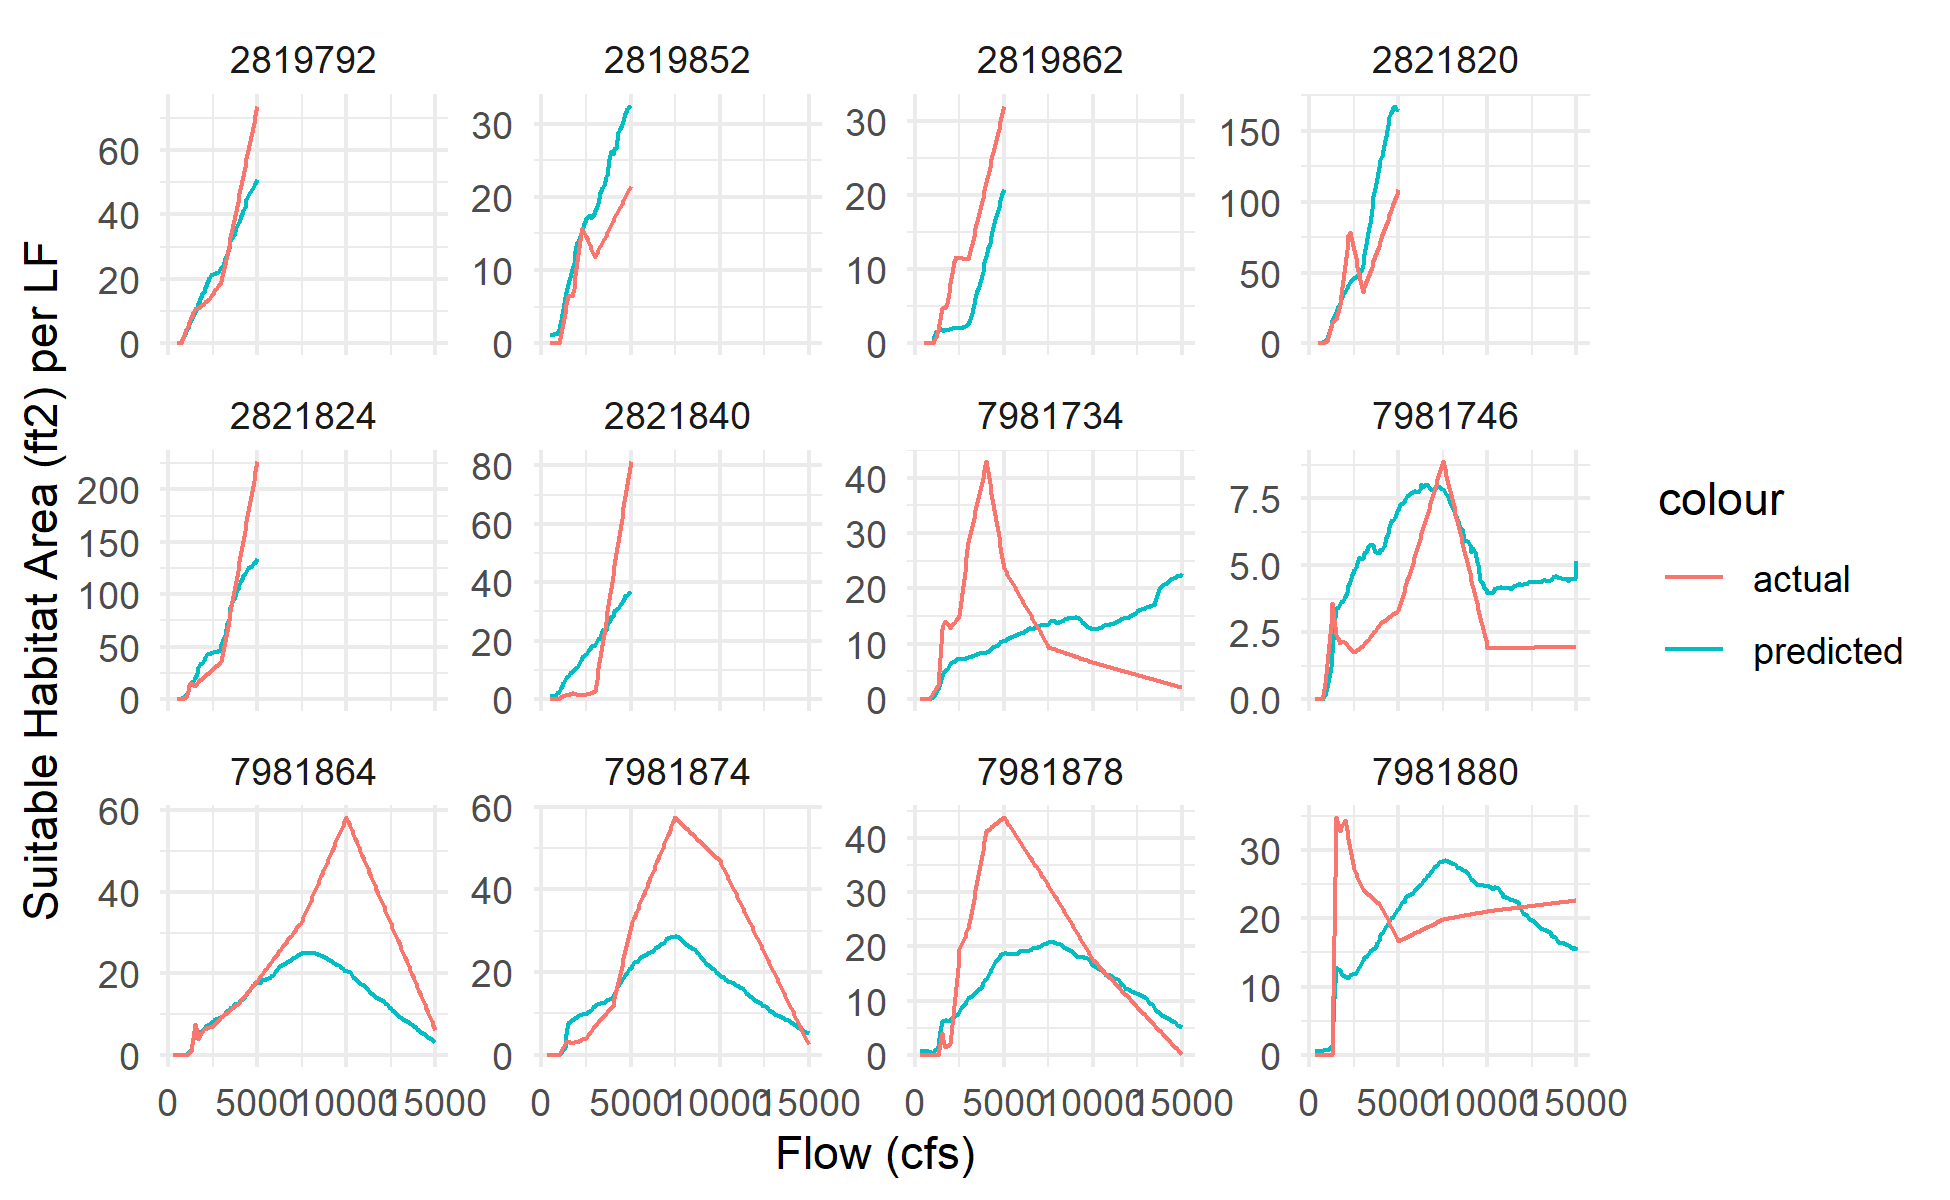 2819792 2819852 2819862 2821820
60 40 20 0
30 20 10 0
30 20 10 0
150 100 50 0
2821824 2821840 7981734 7981746
200 150 100 50 0
80 60 40 20 0
40 30 20 10 0
7.5 5.0 2.5 0.0
7981864 7981874 7981878 7981880
60 40 20 0
60 40 20 0
40 30 20 10 0
30 20 10 0
0 5000 10000 15000 0 5000 10000 15000 0 5000 10000 15000 0 5000 10000 15000
Flow (cfs)
Suitable Habitat Area (ft2) per LF
colour
actual
predicted